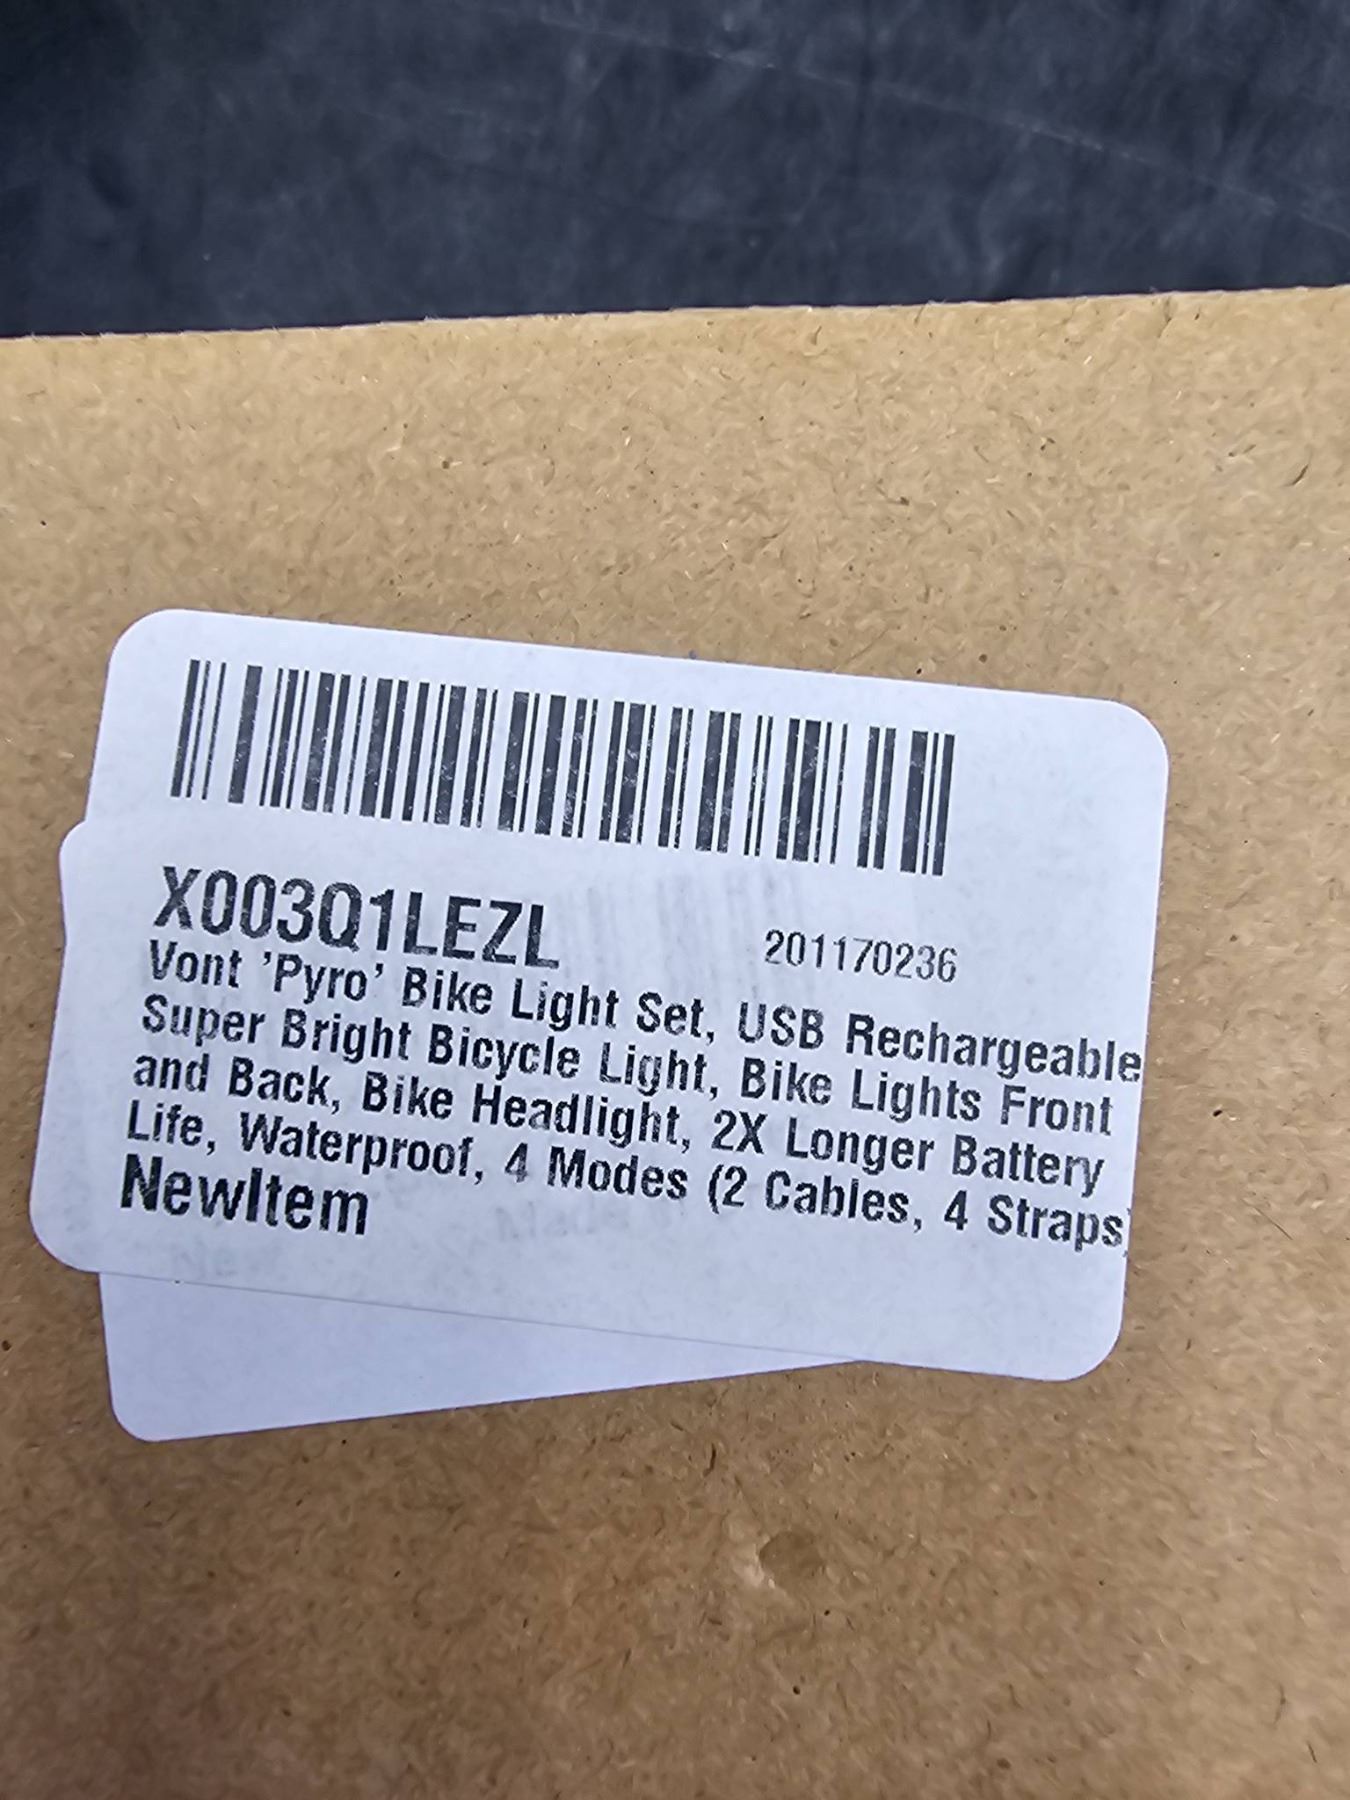 X003Q1LEZL 201170236
Vont 'Pyro' Bike Light Set, USB Rechargeable
Super Bright Bicycle Light, Bike Lights Front
and Back, Bike Headlight, 2X Longer Battery
Life, Waterproof, 4 Modes (2 Cables, 4 Straps)
NewItem